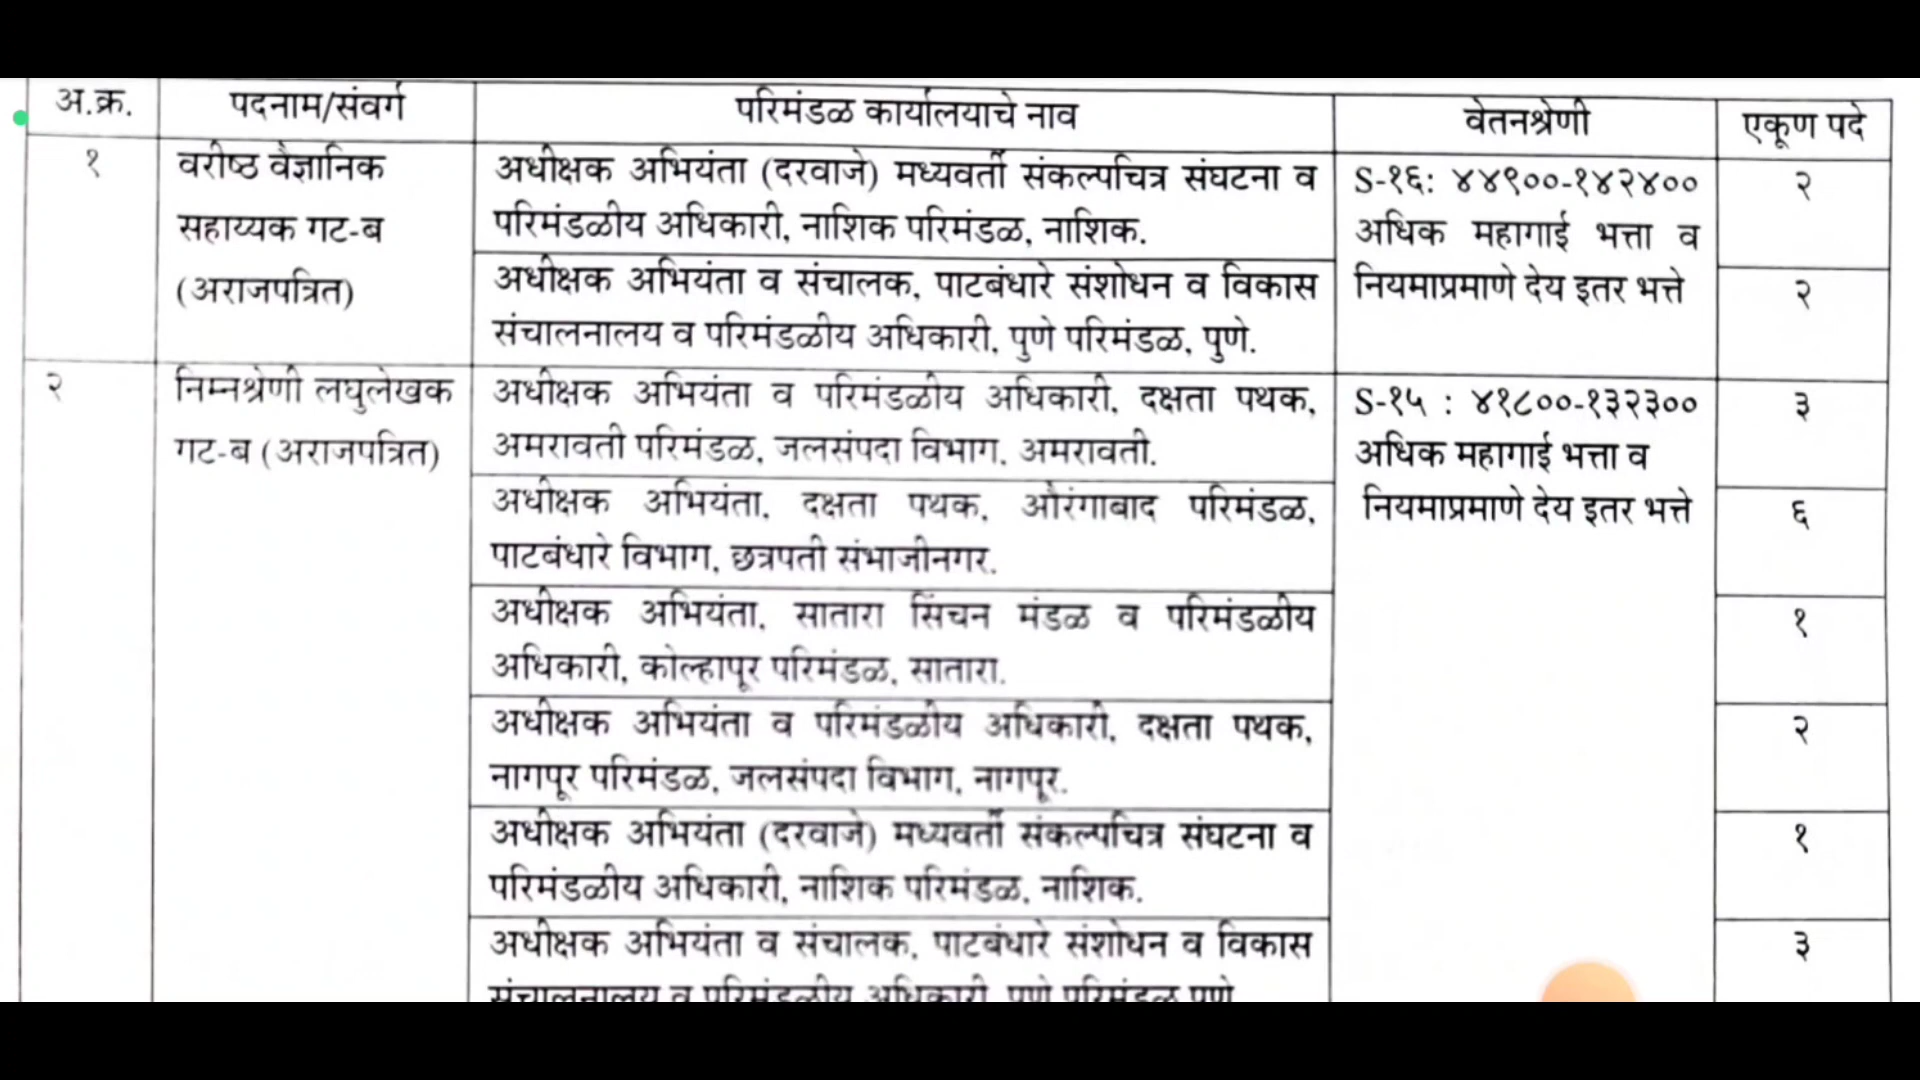 अ.क्र. पदनाम/संवर्ग परिमंडळ कार्यालयाचे नाव वेतनश्रेणी एकूण पदे
१ वरीष्ठ वैज्ञानिक
सहाय्यक गट-ब
(अराजपत्रित)
अधीक्षक अभियंता (दरवाजे) मध्यवर्ती संकल्पचित्र संघटना व
परिमंडळीय अधिकारी, नाशिक परिमंडळ, नाशिक.
S-१६: ४४९००-१४२४००
अधिक महागाई भत्ता व
नियमाप्रमाणे देय इतर भत्ते
२
अधीक्षक अभियंता व संचालक, पाटबंधारे संशोधन व विकास
संचालनालय व परिमंडळीय अधिकारी, पुणे परिमंडळ, पुणे.
२
२ निम्नश्रेणी लघुलेखक
गट-ब (अराजपत्रित)
अधीक्षक अभियंता व परिमंडळीय अधिकारी, दक्षता पथक,
अमरावती परिमंडळ, जलसंपदा विभाग. अमरावती.
S-१५ : ४१८००-१३२३००
अधिक महागाई भत्ता व
नियमाप्रमाणे देय इतर भत्ते
३
अधीक्षक अभियंता, दक्षता पथक, औरंगाबाद परिमंडळ,
पाटबंधारे विभाग, छत्रपती संभाजीनगर.
६
अधीक्षक अभियंता, सातारा सिंचन मंडळ व परिमंडळीय
अधिकारी, कोल्हापूर परिमंडळ, सातारा.
१
अधीक्षक अभियंता व परिमंडळीय अधिकारी, दक्षता पथक,
नागपूर परिमंडळ, जलसंपदा विभाग, नागपूर.
२
अधीक्षक अभियंता (दरवाजे) मध्यवर्ती संकल्पचित्र संघटना व
परिमंडळीय अधिकारी, नाशिक परिमंडळ, नाशिक.
१
अधीक्षक अभियंता व संचालक, पाटबंधारे संशोधन व विकास
संचालनालय व परिमंडळीय अधिकारी, पुणे परिमंडळ पुणे
३